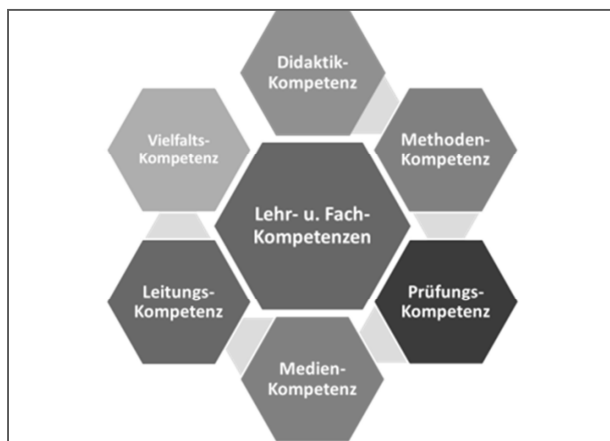 Didaktik-
Kompetenz
Methoden-
Kompetenz
Prüfungs-
Kompetenz
Medien-
Kompetenz
Leitungs-
Kompetenz
Vielfalts-
Kompetenz
Lehr- u. Fach-
Kompetenzen